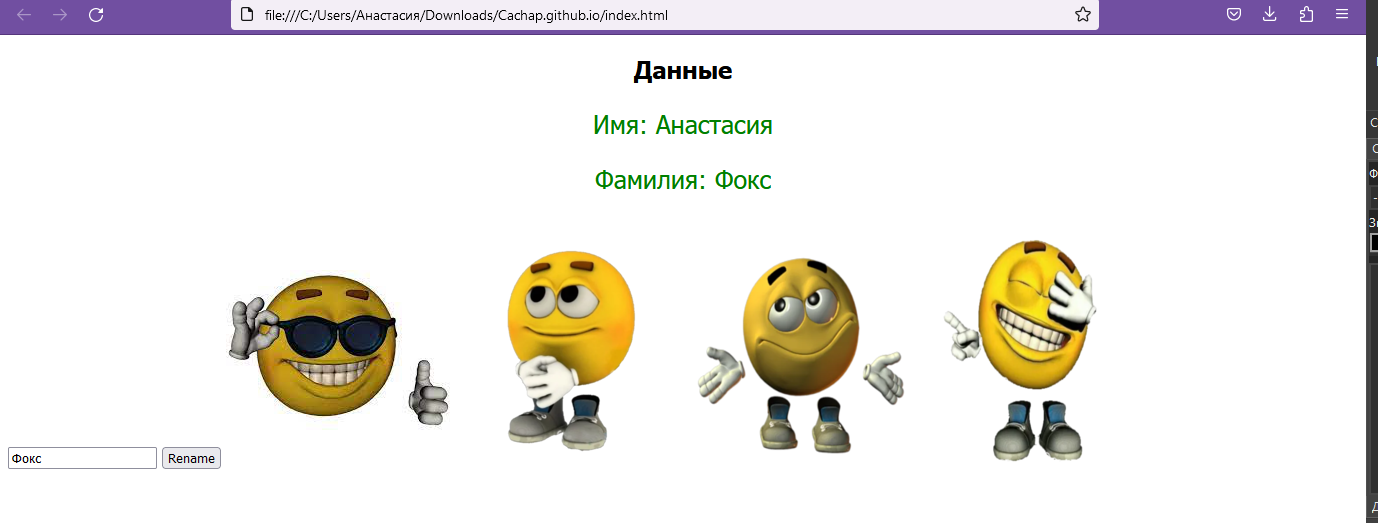 file:///C:/Users/Анастасия/Downloads/Cachap.github.io/index.html
Данные
Имя: Анастасия
Фамилия: Фокс
Фокс Rename